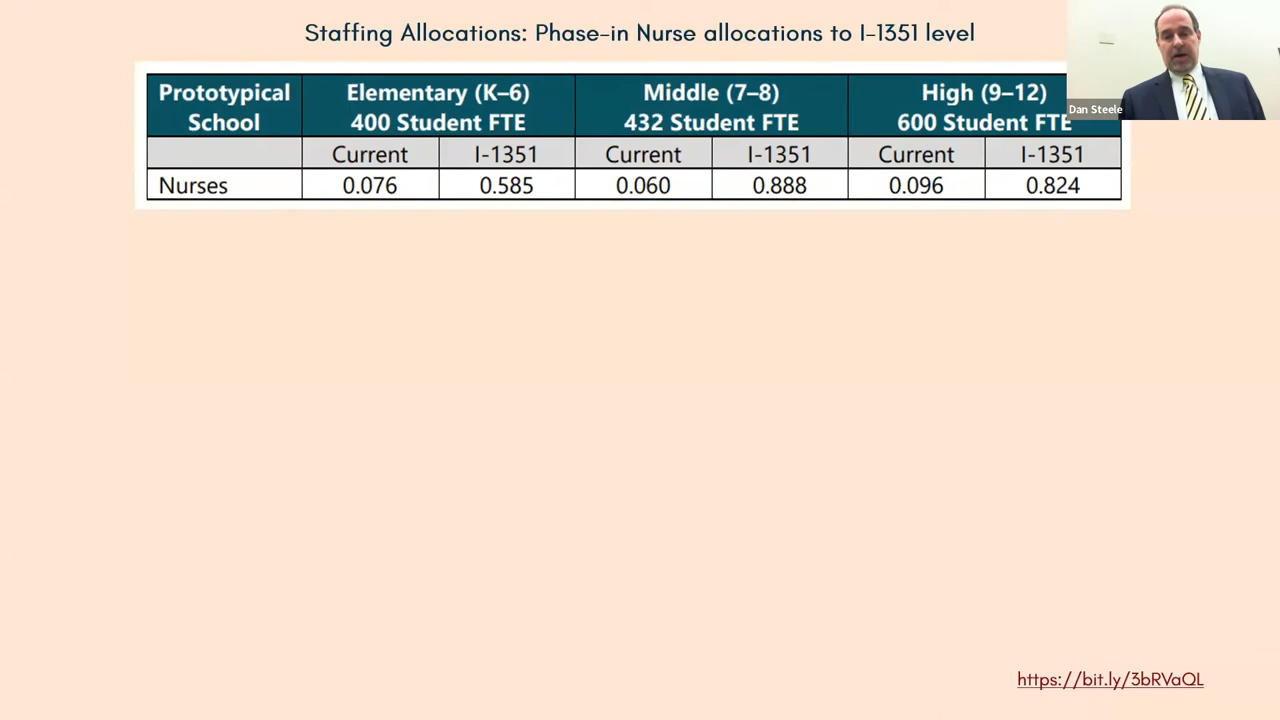 Staffing Allocations: Phase-in Nurse allocations to I-1351 level
Prototypical School Elementary (K–6) 400 Student FTE Middle (7–8) 432 Student FTE High (9–12) 600 Student FTE
Current I-1351 Current I-1351 Current I-1351
Nurses 0.076 0.585 0.060 0.888 0.096 0.824
Dan Steele
https://bit.ly/3bRVaQL